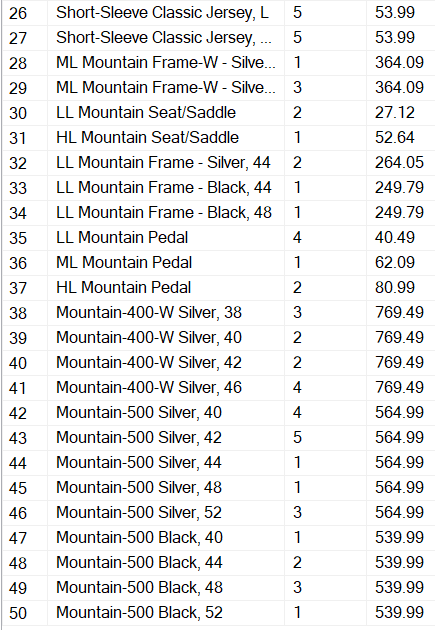 26 Short-Sleeve Classic Jersey, L 5 53.99
27 Short-Sleeve Classic Jersey, ... 5 53.99
28 ML Mountain Frame-W - Silve... 1 364.09
29 ML Mountain Frame-W - Silve... 3 364.09
30 LL Mountain Seat/Saddle 2 27.12
31 HL Mountain Seat/Saddle 1 52.64
32 LL Mountain Frame - Silver, 44 2 264.05
33 LL Mountain Frame - Black, 44 1 249.79
34 LL Mountain Frame - Black, 48 1 249.79
35 LL Mountain Pedal 4 40.49
36 ML Mountain Pedal 1 62.09
37 HL Mountain Pedal 2 80.99
38 Mountain-400-W Silver, 38 3 769.49
39 Mountain-400-W Silver, 40 2 769.49
40 Mountain-400-W Silver, 42 2 769.49
41 Mountain-400-W Silver, 46 4 769.49
42 Mountain-500 Silver, 40 4 564.99
43 Mountain-500 Silver, 42 5 564.99
44 Mountain-500 Silver, 44 1 564.99
45 Mountain-500 Silver, 48 1 564.99
46 Mountain-500 Silver, 52 3 564.99
47 Mountain-500 Black, 40 1 539.99
48 Mountain-500 Black, 44 2 539.99
49 Mountain-500 Black, 48 3 539.99
50 Mountain-500 Black, 52 1 539.99